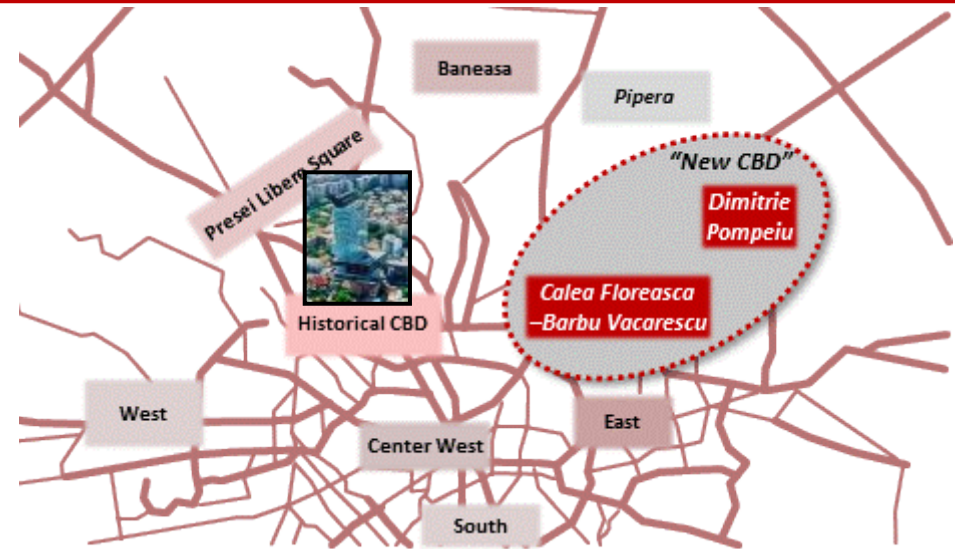 Baneasa
Pipera
Presei Libere Square
"New CBD"
Dimitrie
Pompeiu
Calea Floreasca
–Barbu Vacarescu
Historical CBD
West
East
Center West
South